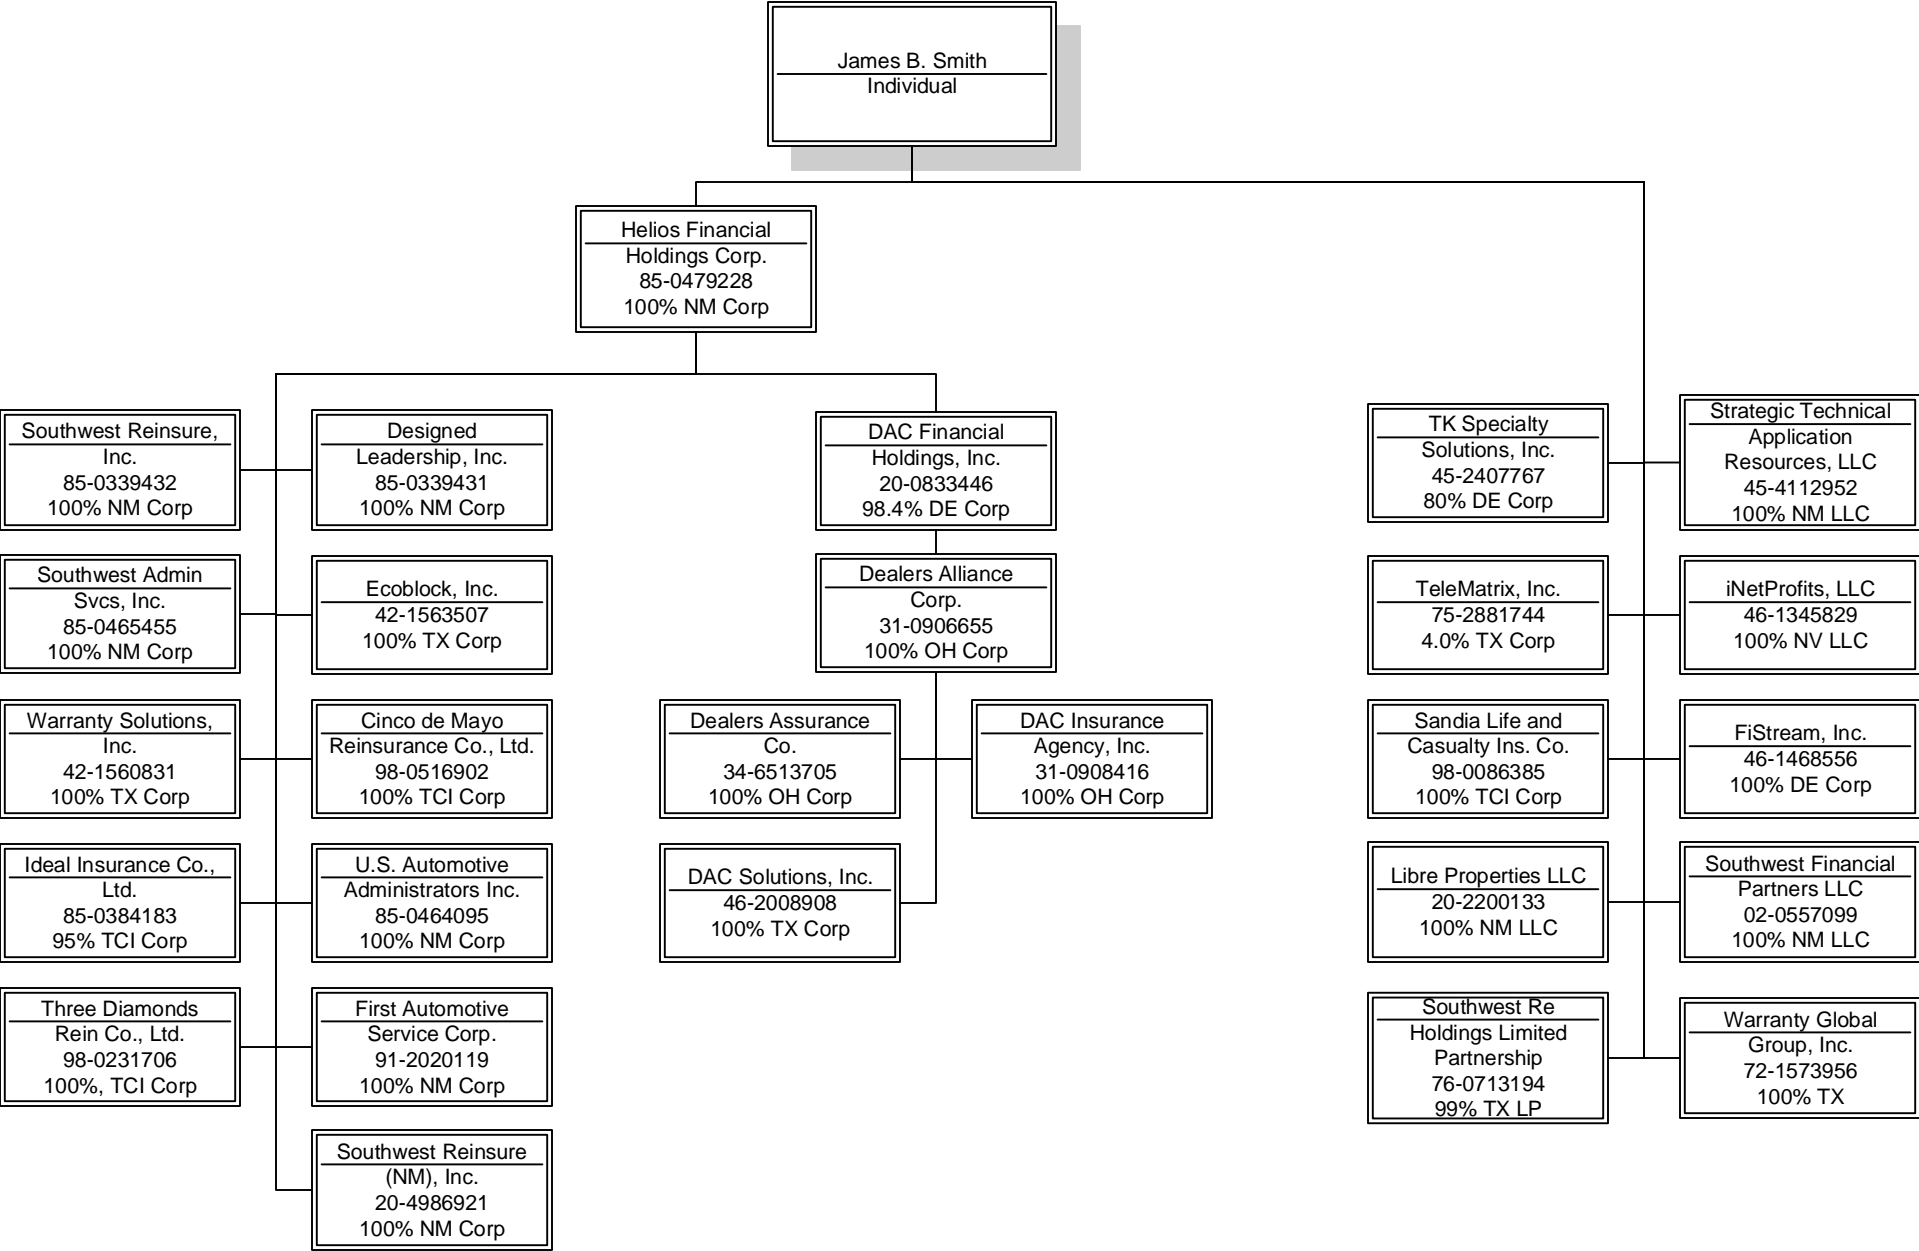 James B. Smith
Individual
Helios Financial
Holdings Corp.
85-0479228
100% NM Corp
Southwest Reinsure,
Inc.
85-0339432
100% NM Corp
Designed
Leadership, Inc.
85-0339431
100% NM Corp
DAC Financial
Holdings, Inc.
20-0833446
98.4% DE Corp
TK Specialty
Solutions, Inc.
45-2407767
80% DE Corp
Strategic Technical
Application
Resources, LLC
45-4112952
100% NM LLC
Southwest Admin
Svcs, Inc.
85-0465455
100% NM Corp
Ecoblock, Inc.
42-1563507
100% TX Corp
Dealers Alliance
Corp.
31-0906655
100% OH Corp
TeleMatrix, Inc.
75-2881744
4.0% TX Corp
iNetProfits, LLC
46-1345829
100% NV LLC
Warranty Solutions,
Inc.
42-1560831
100% TX Corp
Cinco de Mayo
Reinsurance Co., Ltd.
98-0516902
100% TCI Corp
Dealers Assurance
Co.
34-6513705
100% OH Corp
DAC Insurance
Agency, Inc.
31-0908416
100% OH Corp
Sandia Life and
Casualty Ins. Co.
98-0086385
100% TCI Corp
FiStream, Inc.
46-1468556
100% DE Corp
Ideal Insurance Co.,
Ltd.
85-0384183
95% TCI Corp
U.S. Automotive
Administrators Inc.
85-0464095
100% NM Corp
DAC Solutions, Inc.
46-2008908
100% TX Corp
Libre Properties LLC
20-2200133
100% NM LLC
Southwest Financial
Partners LLC
02-0557099
100% NM LLC
Three Diamonds
Rein Co., Ltd.
98-0231706
100%, TCI Corp
First Automotive
Service Corp.
91-2020119
100% NM Corp
Southwest Re
Holdings Limited
Partnership
76-0713194
99% TX LP
Warranty Global
Group, Inc.
72-1573956
100% TX
Southwest Reinsure
(NM), Inc.
20-4986921
100% NM Corp